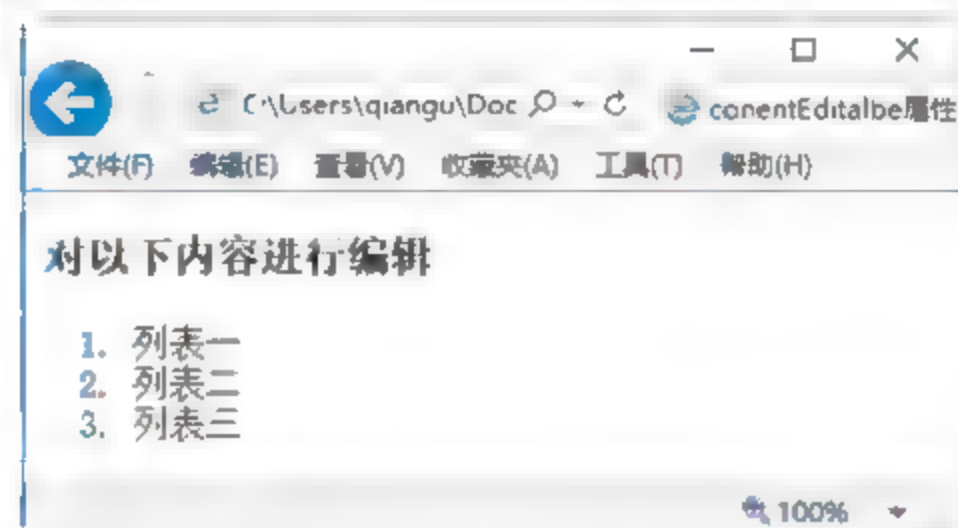 C:\Users\qiangu\Doc conentEditalbe属性
文件(F) 编辑(E) 查看(V) 收藏夹(A) 工具(T) 帮助(H)
对以下内容进行编辑
1. 列表一
2. 列表二
3. 列表三
100%